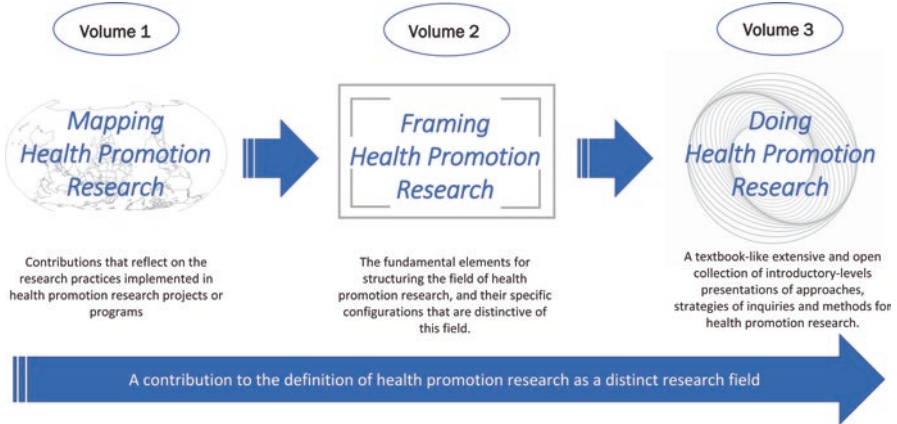 Volume 1
Mapping
Health Promotion
Research
Contributions that reflect on the
research practices implemented in
health promotion research projects or
programs
Volume 2
Framing
Health Promotion
Research
The fundamental elements for
structuring the field of health
promotion research, and their specific
configurations that are distinctive of
this field.
Volume 3
Doing
Health Promotion
Research
A textbook-like extensive and open
collection of introductory-levels
presentations of approaches,
strategies of inquiries and methods for
health promotion research.
A contribution to the definition of health promotion research as a distinct research field